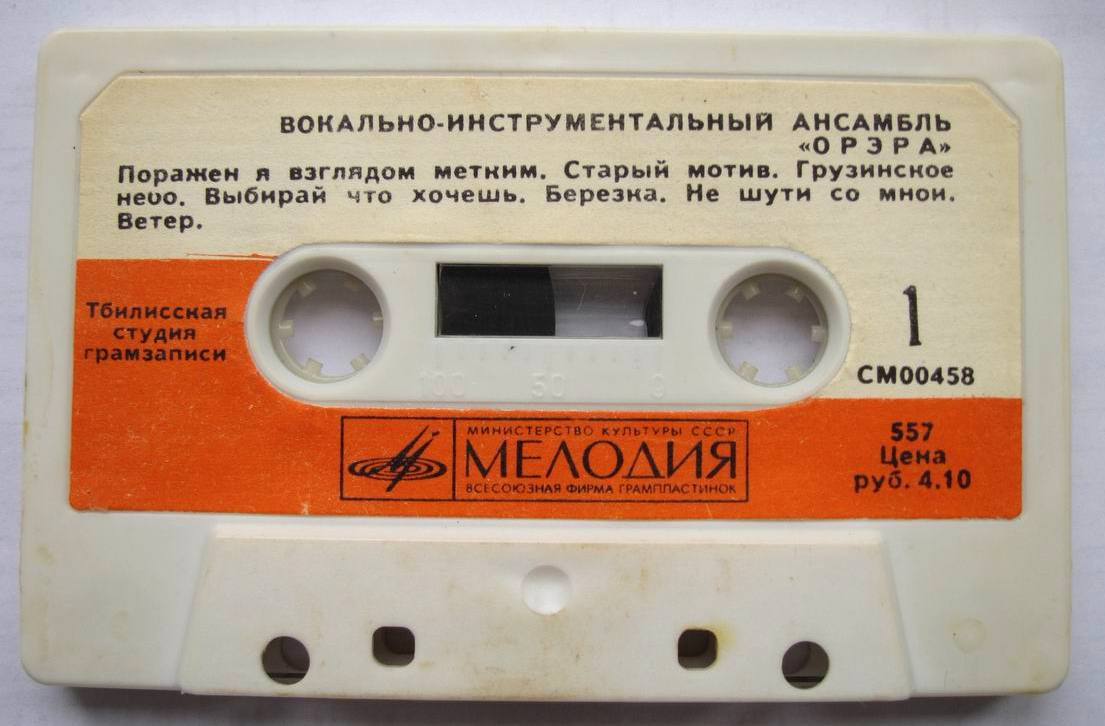 ВОКАЛЬНО-ИНСТРУМЕНТАЛЬНЫЙ АНСАМБЛЬ
«ОРЭРА»
Поражен я взглядом метким. Старый мотив. Грузинское
небо. Выбирай что хочешь. Березка. Не шути со мной.
Ветер.
Тбилисская
студия
грамзаписи
1
СМ00458
100 50 0
МИНИСТЕРСТВО КУЛЬТУРЫ СССР
МЕЛОДИЯ
ВСЕСОЮЗНАЯ ФИРМА ГРАМПЛАСТИНОК
557
Цена
руб. 4.10